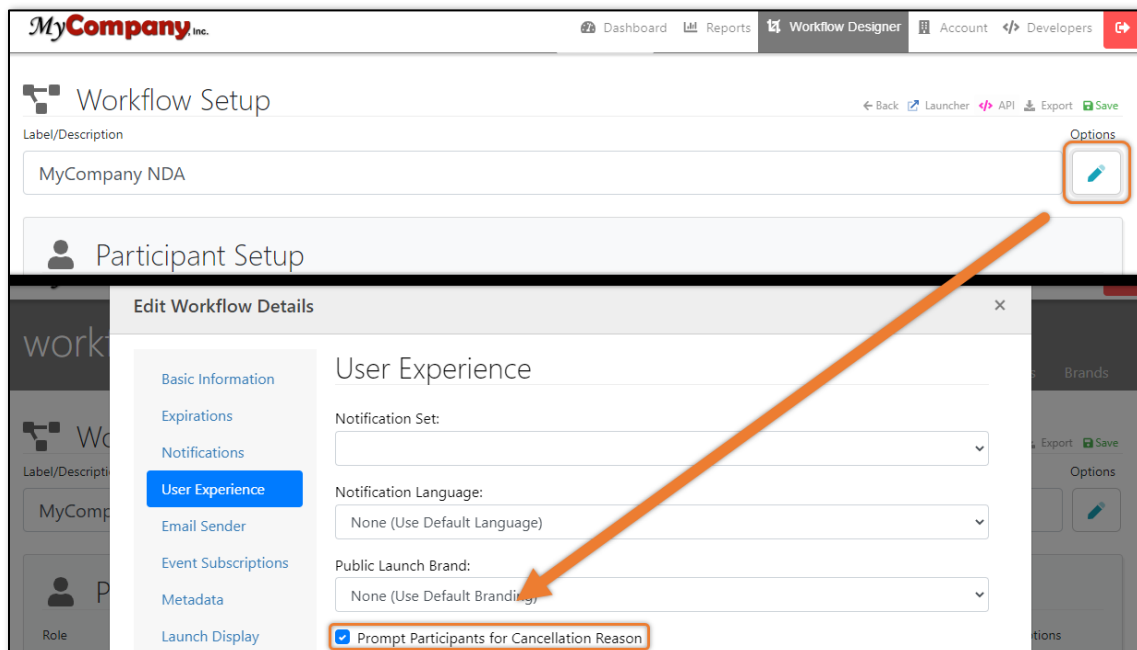 MyCompany, Inc.
Dashboard Reports Workflow Designer Account </> Developers
Workflow Setup
Back Launcher </> API Export Save
Label/Description Options
MyCompany NDA
Participant Setup
Edit Workflow Details ×
work
Basic Information
User Experience
s Brands
Expirations
Notification Set:
Wo
Notifications
Export Save
Label/Descripti
User Experience
Notification Language:
Options
MyComp
Email Sender
None (Use Default Language)
Event Subscriptions
Public Launch Brand:
P
Metadata
None (Use Default Branding)
Role
Launch Display
Prompt Participants for Cancellation Reason
tions